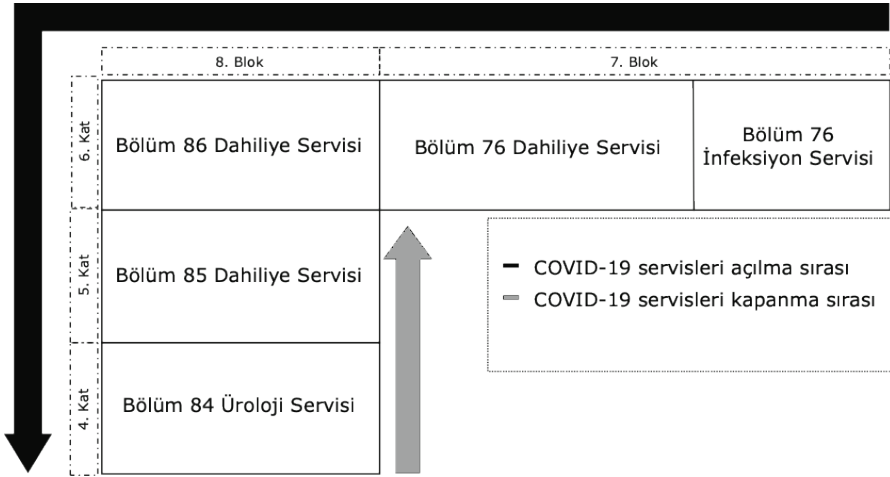 8. Blok
7. Blok
6. Kat
Bölüm 86 Dahiliye Servisi
Bölüm 76 Dahiliye Servisi
Bölüm 76
İnfeksiyon Servisi
5. Kat
Bölüm 85 Dahiliye Servisi
COVID-19 servisleri açılma sırası
COVID-19 servisleri kapanma sırası
4. Kat
Bölüm 84 Üroloji Servisi